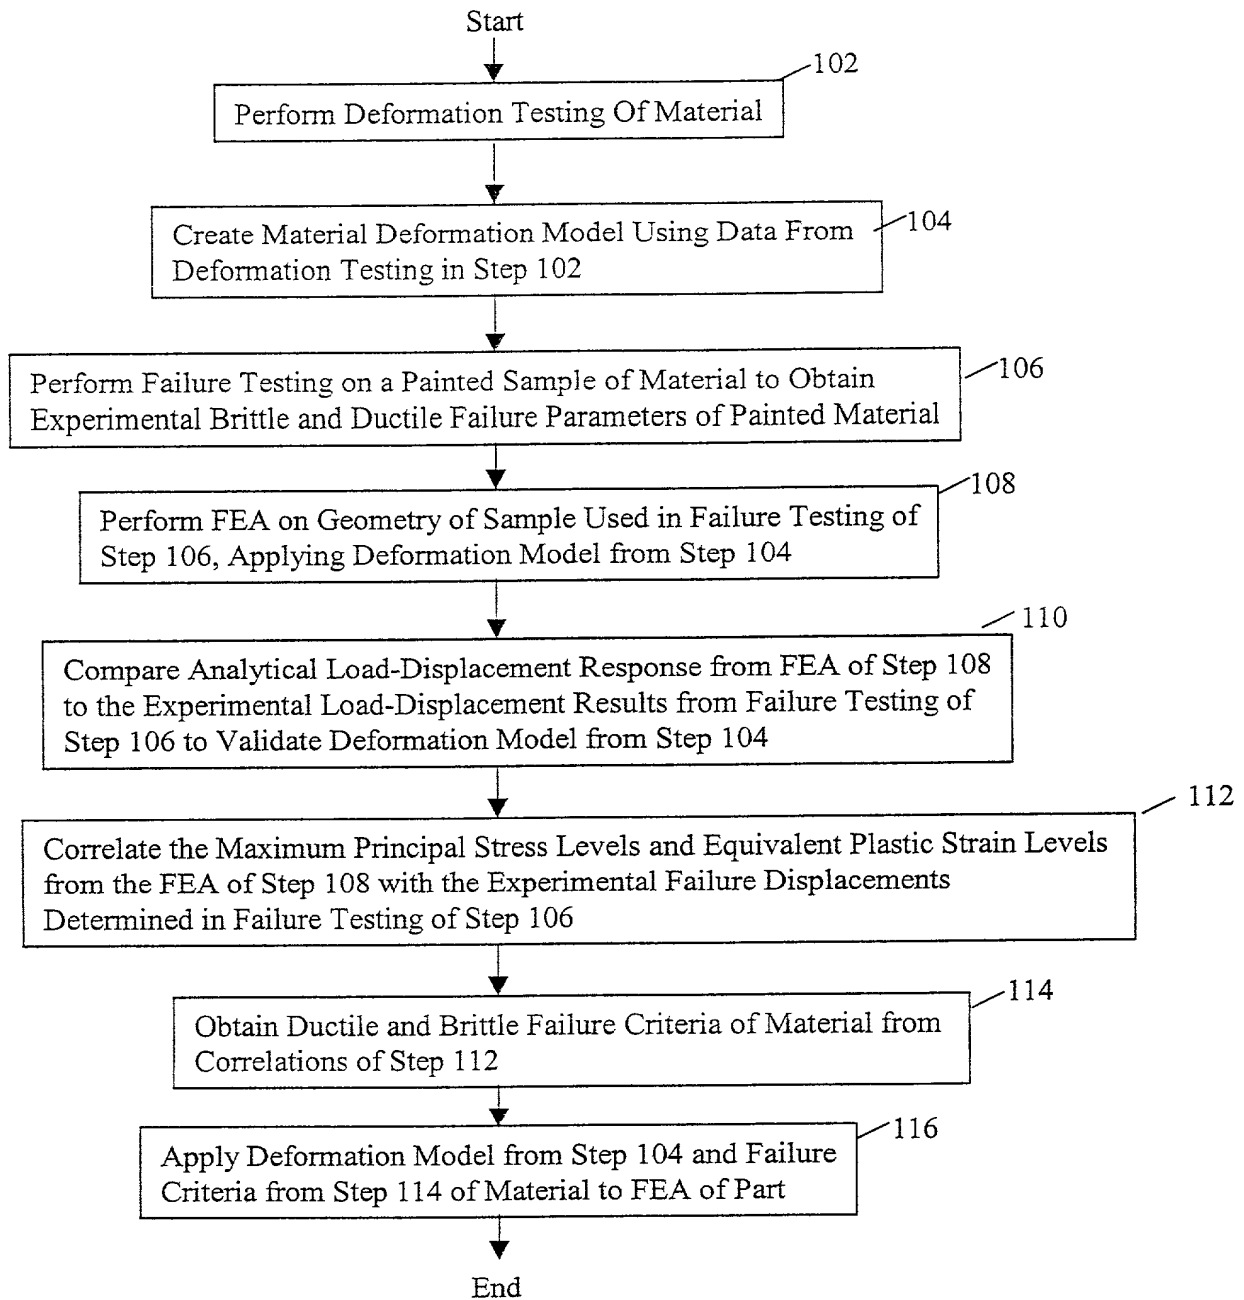 Start
102
Perform Deformation Testing Of Material
104
Create Material Deformation Model Using Data From
Deformation Testing in Step 102
106
Perform Failure Testing on a Painted Sample of Material to Obtain
Experimental Brittle and Ductile Failure Parameters of Painted Material
108
Perform FEA on Geometry of Sample Used in Failure Testing of
Step 106, Applying Deformation Model from Step 104
110
Compare Analytical Load-Displacement Response from FEA of Step 108
to the Experimental Load-Displacement Results from Failure Testing of
Step 106 to Validate Deformation Model from Step 104
112
Correlate the Maximum Principal Stress Levels and Equivalent Plastic Strain Levels
from the FEA of Step 108 with the Experimental Failure Displacements
Determined in Failure Testing of Step 106
114
Obtain Ductile and Brittle Failure Criteria of Material from
Correlations of Step 112
116
Apply Deformation Model from Step 104 and Failure
Criteria from Step 114 of Material to FEA of Part
End